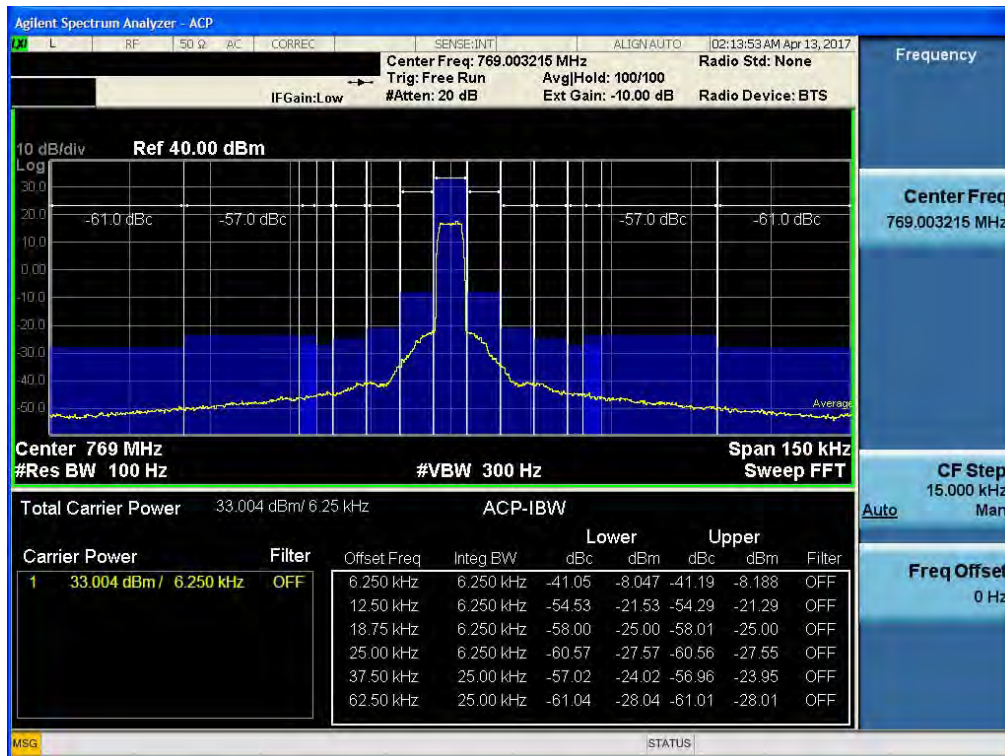 Agilent Spectrum Analyzer - ACP
LXI L RF 50 Ω AC CORREC SENSE:INT ALIGN AUTO 02:13:53 AM Apr 13, 2017
Center Freq: 769.003215 MHz Radio Std: None
Trig: Free Run Avg|Hold: 100/100
IFGain:Low #Atten: 20 dB Ext Gain: -10.00 dB Radio Device: BTS
10 dB/div Ref 40.00 dBm
Log
30.0
20.0
-61.0 dBc -57.0 dBc -57.0 dBc -61.0 dBc
10.0
0.00
-10.0
-20.0
-30.0
-40.0
-50.0
Average
Center 769 MHz Span 150 kHz
#Res BW 100 Hz #VBW 300 Hz Sweep FFT
Total Carrier Power 33.004 dBm/ 6.25 kHz ACP-IBW
Lower Upper
Carrier Power Filter Offset Freq Integ BW dBc dBm dBc dBm Filter
1 33.004 dBm / 6.250 kHz OFF
6.250 kHz 6.250 kHz -41.05 -8.047 -41.19 -8.188 OFF
12.50 kHz 6.250 kHz -54.53 -21.53 -54.29 -21.29 OFF
18.75 kHz 6.250 kHz -58.00 -25.00 -58.01 -25.00 OFF
25.00 kHz 6.250 kHz -60.57 -27.57 -60.56 -27.55 OFF
37.50 kHz 25.00 kHz -57.02 -24.02 -56.96 -23.95 OFF
62.50 kHz 25.00 kHz -61.04 -28.04 -61.01 -28.01 OFF
MSG STATUS
Frequency
Center Freq
769.003215 MHz
CF Step
15.000 kHz
Auto Man
Freq Offset
0 Hz